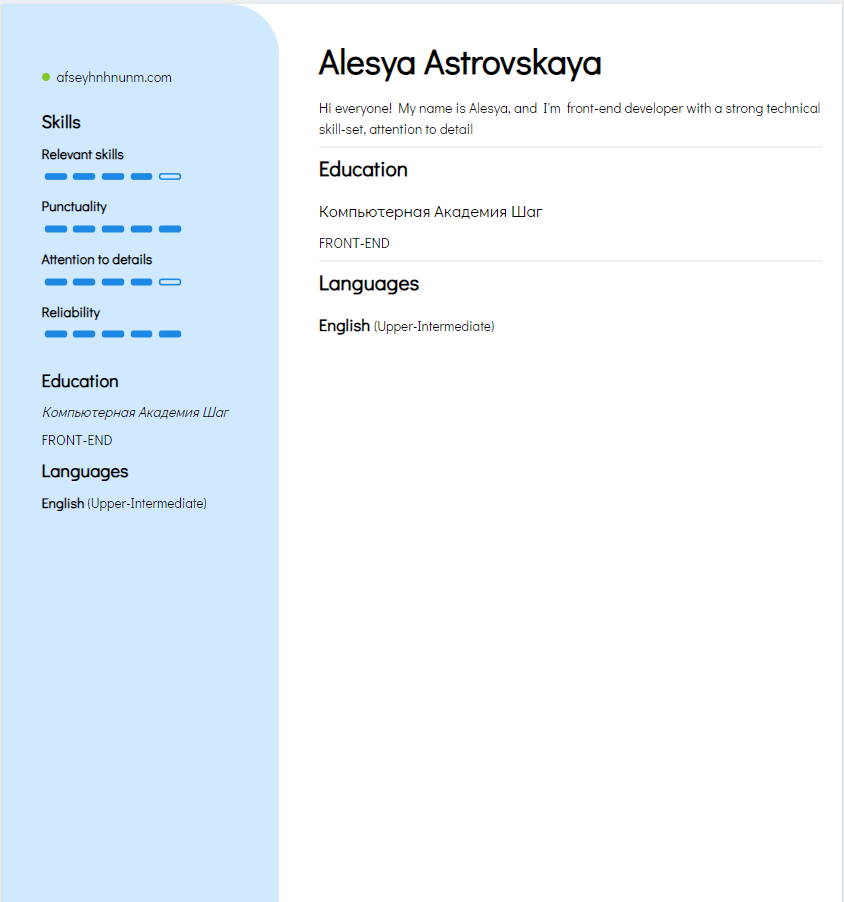 afseyhnhnunm.com
Skills
Relevant skills
Punctuality
Attention to details
Reliability
Education
Компьютерная Академия Шаг
FRONT-END
Languages
English (Upper-Intermediate)
Alesya Astrovskaya
Hi everyone! My name is Alesya, and I'm front-end developer with a strong technical
skill-set, attention to detail
Education
Компьютерная Академия Шаг
FRONT-END
Languages
English (Upper-Intermediate)